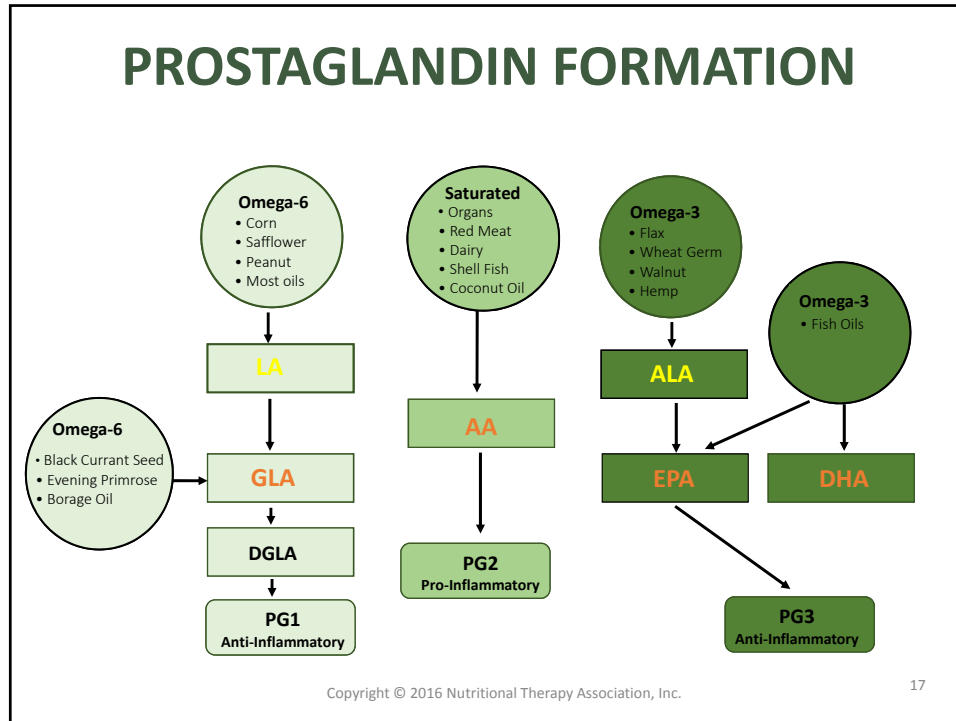 PROSTAGLANDIN FORMATION
Omega-6
• Corn
• Safflower
• Peanut
• Most oils
LA
Omega-6
• Black Currant Seed
• Evening Primrose
• Borage Oil
GLA
DGLA
PG1
Anti-Inflammatory
Saturated
• Organs
• Red Meat
• Dairy
• Shell Fish
• Coconut Oil
AA
PG2
Pro-Inflammatory
Omega-3
• Flax
• Wheat Germ
• Walnut
• Hemp
ALA
Omega-3
• Fish Oils
EPA
DHA
PG3
Anti-Inflammatory
Copyright © 2016 Nutritional Therapy Association, Inc.
17